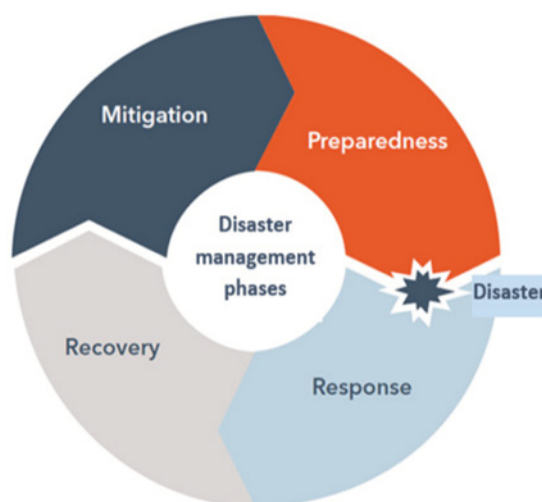 Mitigation
Preparedness
Disaster
management
phases
Disaster
Recovery
Response